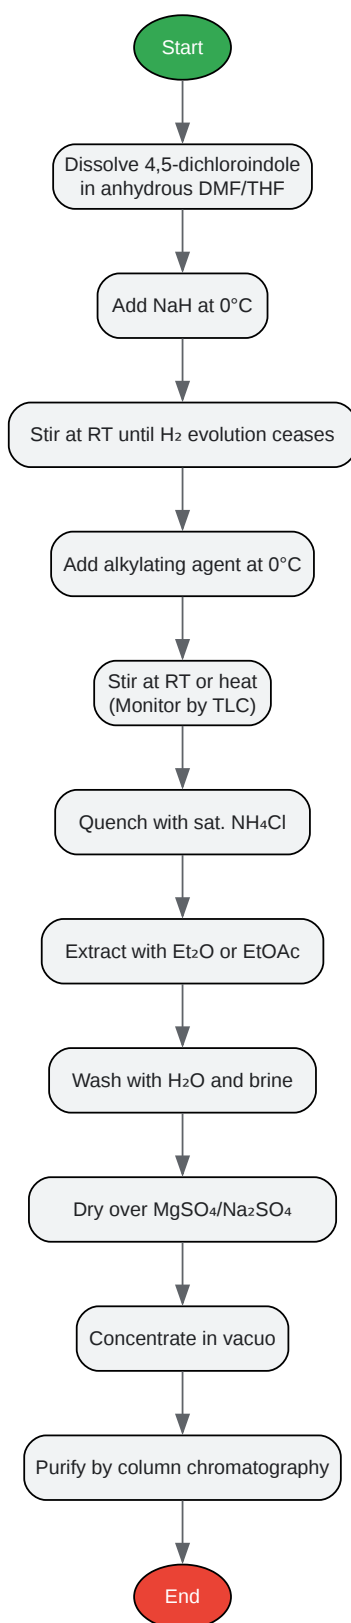 Start
Dissolve 4,5-dichloroindole
in anhydrous DMF/THF
Add NaH at 0°C
Stir at RT until H₂ evolution ceases
Add alkylating agent at 0°C
Stir at RT or heat
(Monitor by TLC)
Quench with sat. NH₄Cl
Extract with Et₂O or EtOAc
Wash with H₂O and brine
Dry over MgSO₄/Na₂SO₄
Concentrate in vacuo
Purify by column chromatography
End